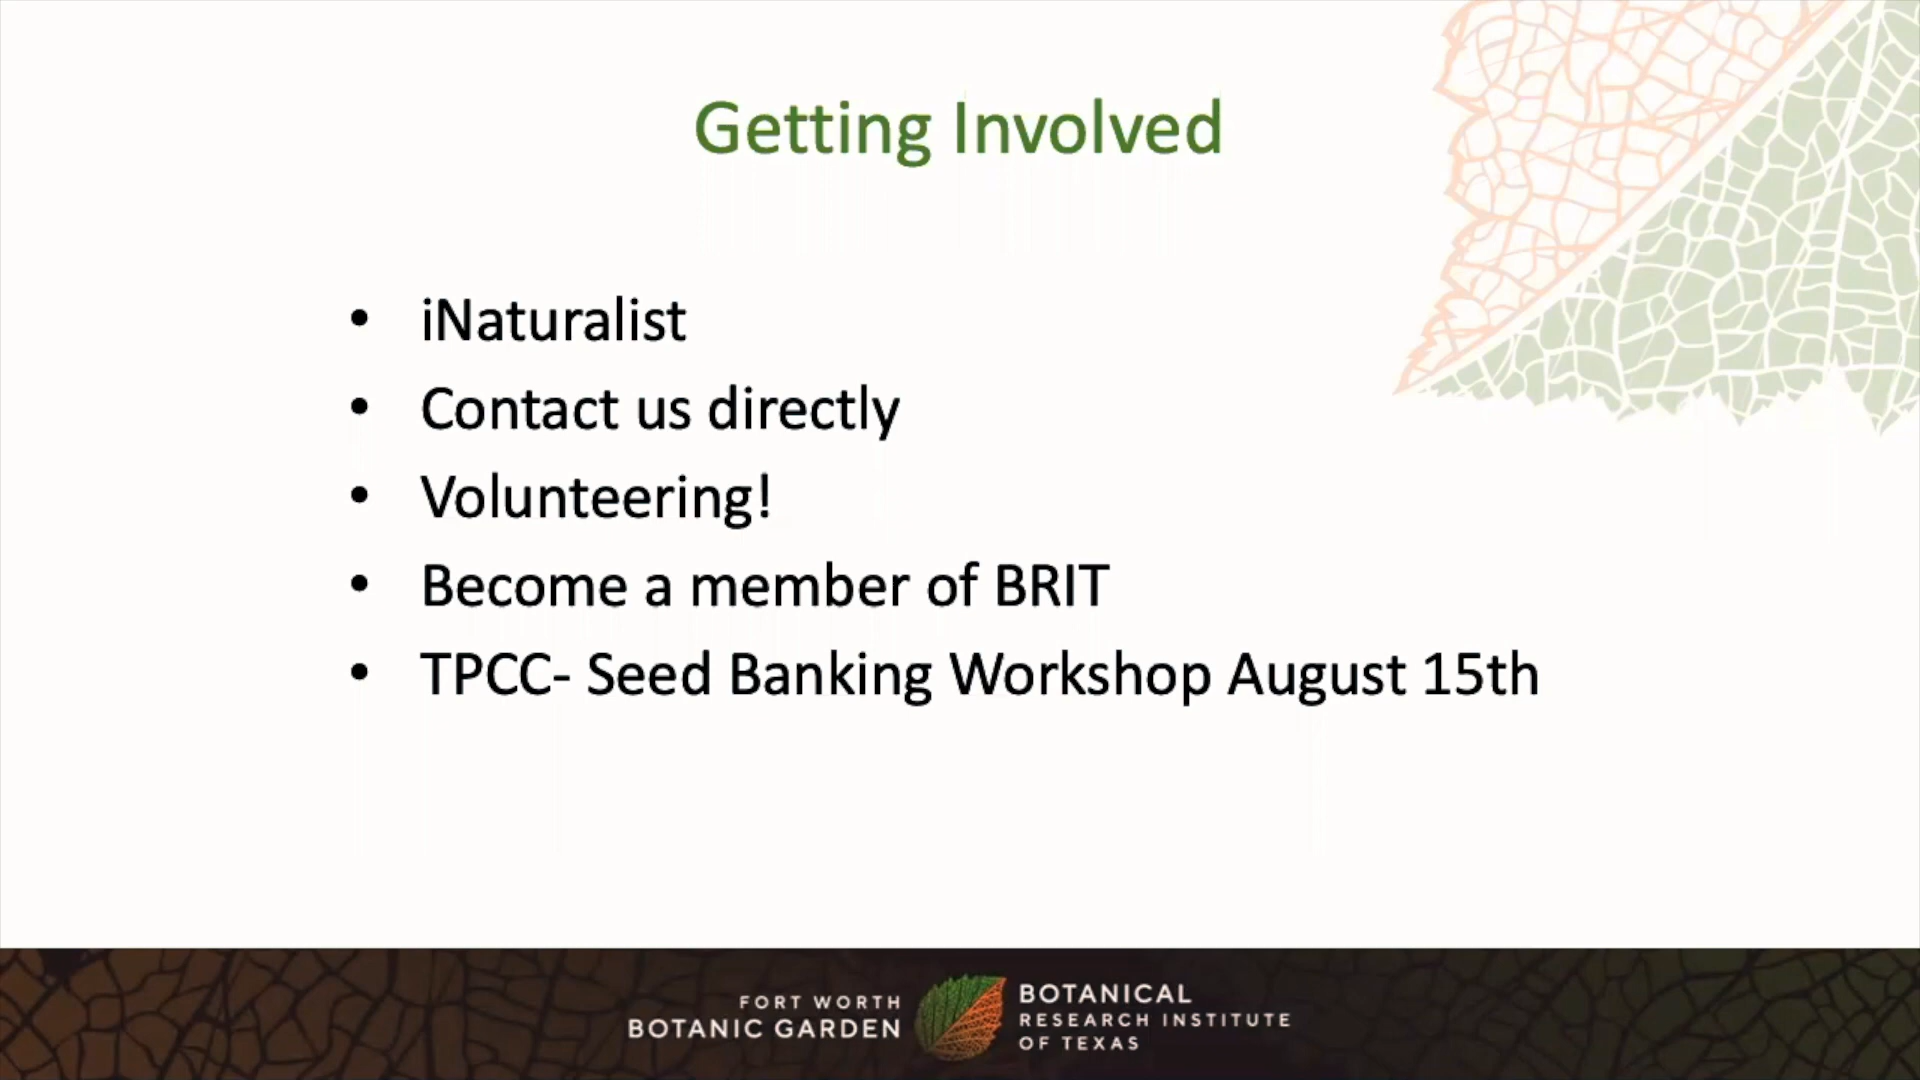 Getting Involved
• iNaturalist
• Contact us directly
• Volunteering!
• Become a member of BRIT
• TPCC- Seed Banking Workshop August 15th
FORT WORTH
BOTANIC GARDEN
BOTANICAL
RESEARCH INSTITUTE
OF TEXAS